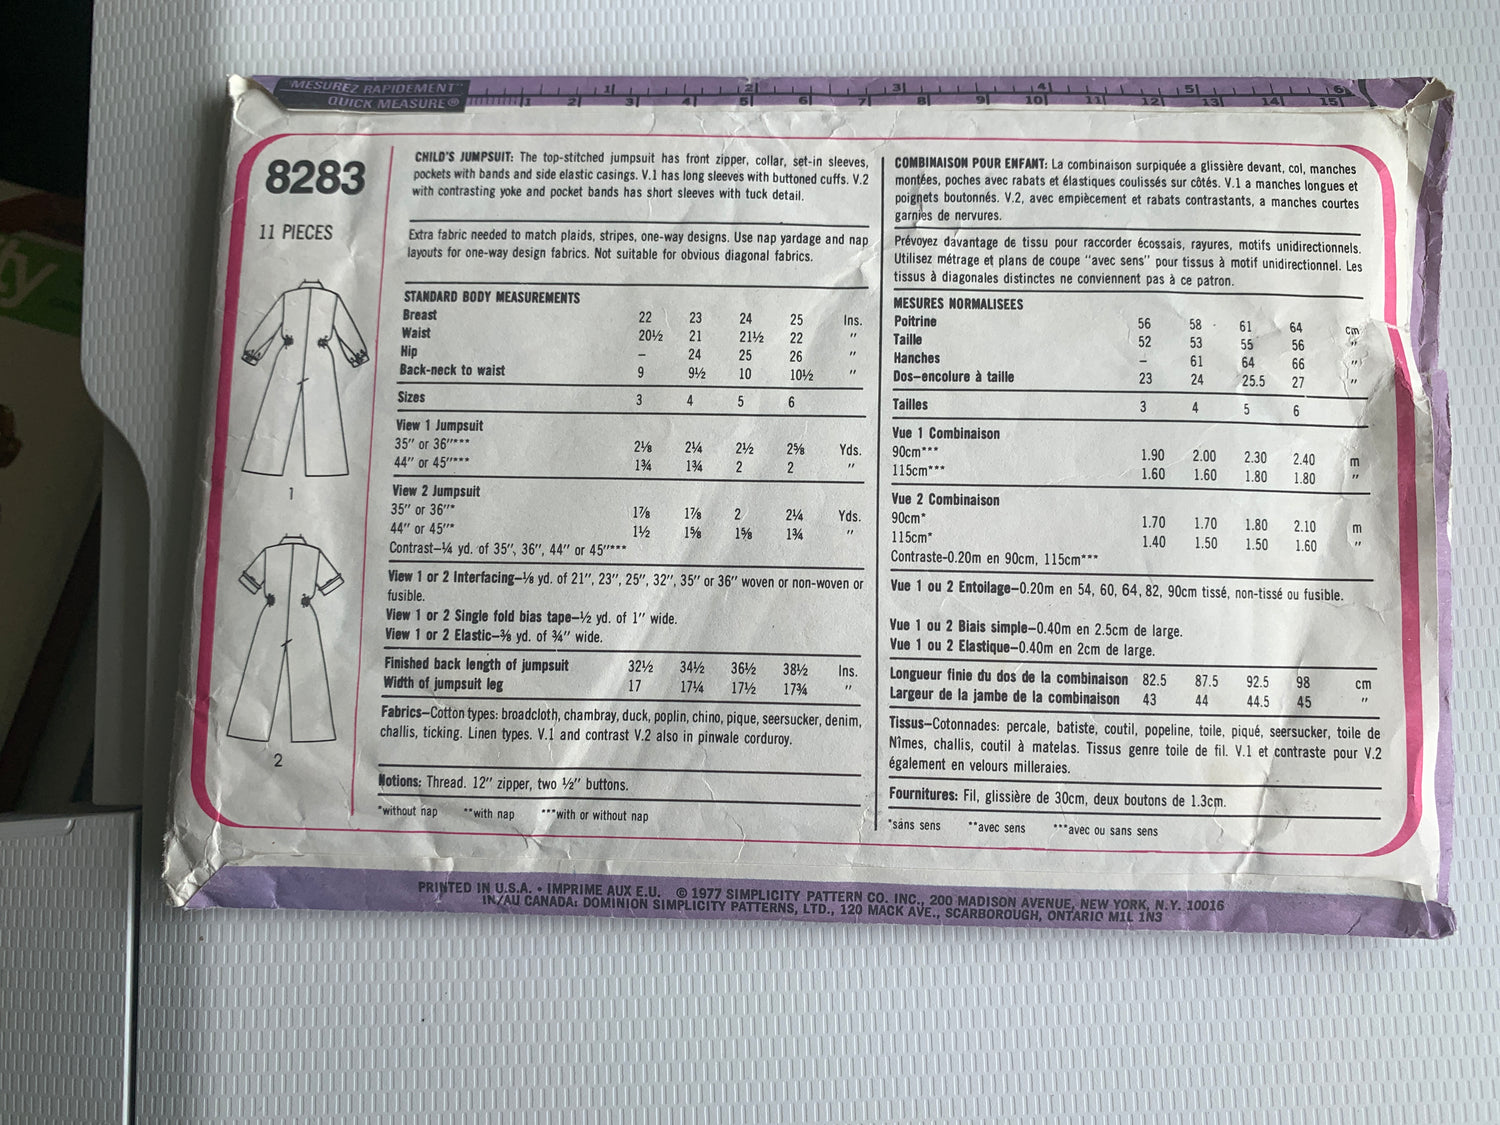 "MESUREZ RAPIDEMENT"
QUICK MEASURE®
1 2 3 4 5 6
1 2 3 4 5 6 7 8 9 10 11 12 13 14 15
8283
11 PIECES
1
2
CHILD'S JUMPSUIT: The top-stitched jumpsuit has front zipper, collar, set-in sleeves,
pockets with bands and side elastic casings. V.1 has long sleeves with buttoned cuffs. V.2
with contrasting yoke and pocket bands has short sleeves with tuck detail.
Extra fabric needed to match plaids, stripes, one-way designs. Use nap yardage and nap
layouts for one-way design fabrics. Not suitable for obvious diagonal fabrics.
STANDARD BODY MEASUREMENTS
Breast 22 23 24 25 Ins.
Waist 20½ 21 21½ 22 "
Hip – 24 25 26 "
Back-neck to waist 9 9½ 10 10½ "
Sizes 3 4 5 6
View 1 Jumpsuit
35" or 36"*** 2⅛ 2¼ 2½ 2⅝ Yds.
44" or 45"*** 1¾ 1¾ 2 2 "
View 2 Jumpsuit
35" or 36"* 1⅞ 1⅞ 2 2¼ Yds.
44" or 45"* 1½ 1⅝ 1⅝ 1¾ "
Contrast–¼ yd. of 35", 36", 44" or 45"***
View 1 or 2 Interfacing–⅛ yd. of 21", 23", 25", 32", 35" or 36" woven or non-woven or
fusible.
View 1 or 2 Single fold bias tape–½ yd. of 1" wide.
View 1 or 2 Elastic–⅜ yd. of ¾" wide.
Finished back length of jumpsuit 32½ 34½ 36½ 38½ Ins.
Width of jumpsuit leg 17 17¼ 17½ 17¾ "
Fabrics–Cotton types: broadcloth, chambray, duck, poplin, chino, pique, seersucker, denim,
challis, ticking. Linen types. V.1 and contrast V.2 also in pinwale corduroy.
Notions: Thread. 12" zipper, two ½" buttons.
*without nap **with nap ***with or without nap
COMBINAISON POUR ENFANT: La combinaison surpiquée a glissière devant, col, manches
montées, poches avec rabats et élastiques coulissés sur côtés. V.1 a manches longues et
poignets boutonnés. V.2, avec empiècement et rabats contrastants, a manches courtes
garnies de nervures.
Prévoyez davantage de tissu pour raccorder écossais, rayures, motifs unidirectionnels.
Utilisez métrage et plans de coupe "avec sens" pour tissus à motif unidirectionnel. Les
tissus à diagonales distinctes ne conviennent pas à ce patron.
MESURES NORMALISEES
Poitrine 56 58 61 64 cm
Taille 52 53 55 56 "
Hanches – 61 64 66 "
Dos–encolure à taille 23 24 25.5 27 "
Tailles 3 4 5 6
Vue 1 Combinaison
90cm*** 1.90 2.00 2.30 2.40 m
115cm*** 1.60 1.60 1.80 1.80 "
Vue 2 Combinaison
90cm* 1.70 1.70 1.80 2.10 m
115cm* 1.40 1.50 1.50 1.60 "
Contraste-0.20m en 90cm, 115cm***
Vue 1 ou 2 Entoilage–0.20m en 54, 60, 64, 82, 90cm tissé, non-tissé ou fusible.
Vue 1 ou 2 Biais simple–0.40m en 2.5cm de large.
Vue 1 ou 2 Elastique–0.40m en 2cm de large.
Longueur finie du dos de la combinaison 82.5 87.5 92.5 98 cm
Largeur de la jambe de la combinaison 43 44 44.5 45 "
Tissus–Cotonnades: percale, batiste, coutil, popeline, toile, piqué, seersucker, toile de
Nîmes, challis, coutil à matelas. Tissus genre toile de fil. V.1 et contraste pour V.2
également en velours milleraies.
Fournitures: Fil, glissière de 30cm, deux boutons de 1.3cm.
*sans sens **avec sens ***avec ou sans sens
PRINTED IN U.S.A. • IMPRIME AUX E.U. © 1977 SIMPLICITY PATTERN CO. INC., 200 MADISON AVENUE, NEW YORK, N.Y. 10016
IN/AU CANADA: DOMINION SIMPLICITY PATTERNS, LTD., 120 MACK AVE., SCARBOROUGH, ONTARIO M1L 1N3